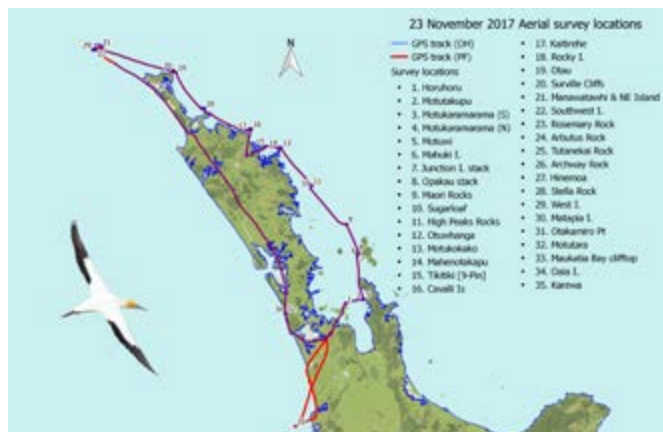 23 November 2017 Aerial survey locations
N
GPS track (OH)
GPS track (PF)
Survey locations
1. Horuhoru
2. Motutakupu
3. Motukaramarama (S)
4. Motukaramarama (N)
5. Motuwi
6. Mahuki I.
7. Junction I. stack
8. Opakau stack
9. Maori Rocks
10. Sugarloaf
11. High Peaks Rocks
12. Otuwhanga
13. Motukokako
14. Mahenotakapu
15. Tikitiki (9-Pin)
16. Cavalli Is
17. Kaitirehe
18. Rocky I.
19. Otau
20. Surville Cliffs
21. Manawatawhi & NE Island
22. Southwest I.
23. Rosemary Rock
24. Arbutus Rock
25. Tutanekai Rock
26. Archway Rock
27. Hinemoa
28. Stella Rock
29. West I.
30. Matapia I.
31. Otakamiro Pt
32. Motutara
33. Maukatia Bay clifftop
34. Oaia I.
35. Karewa